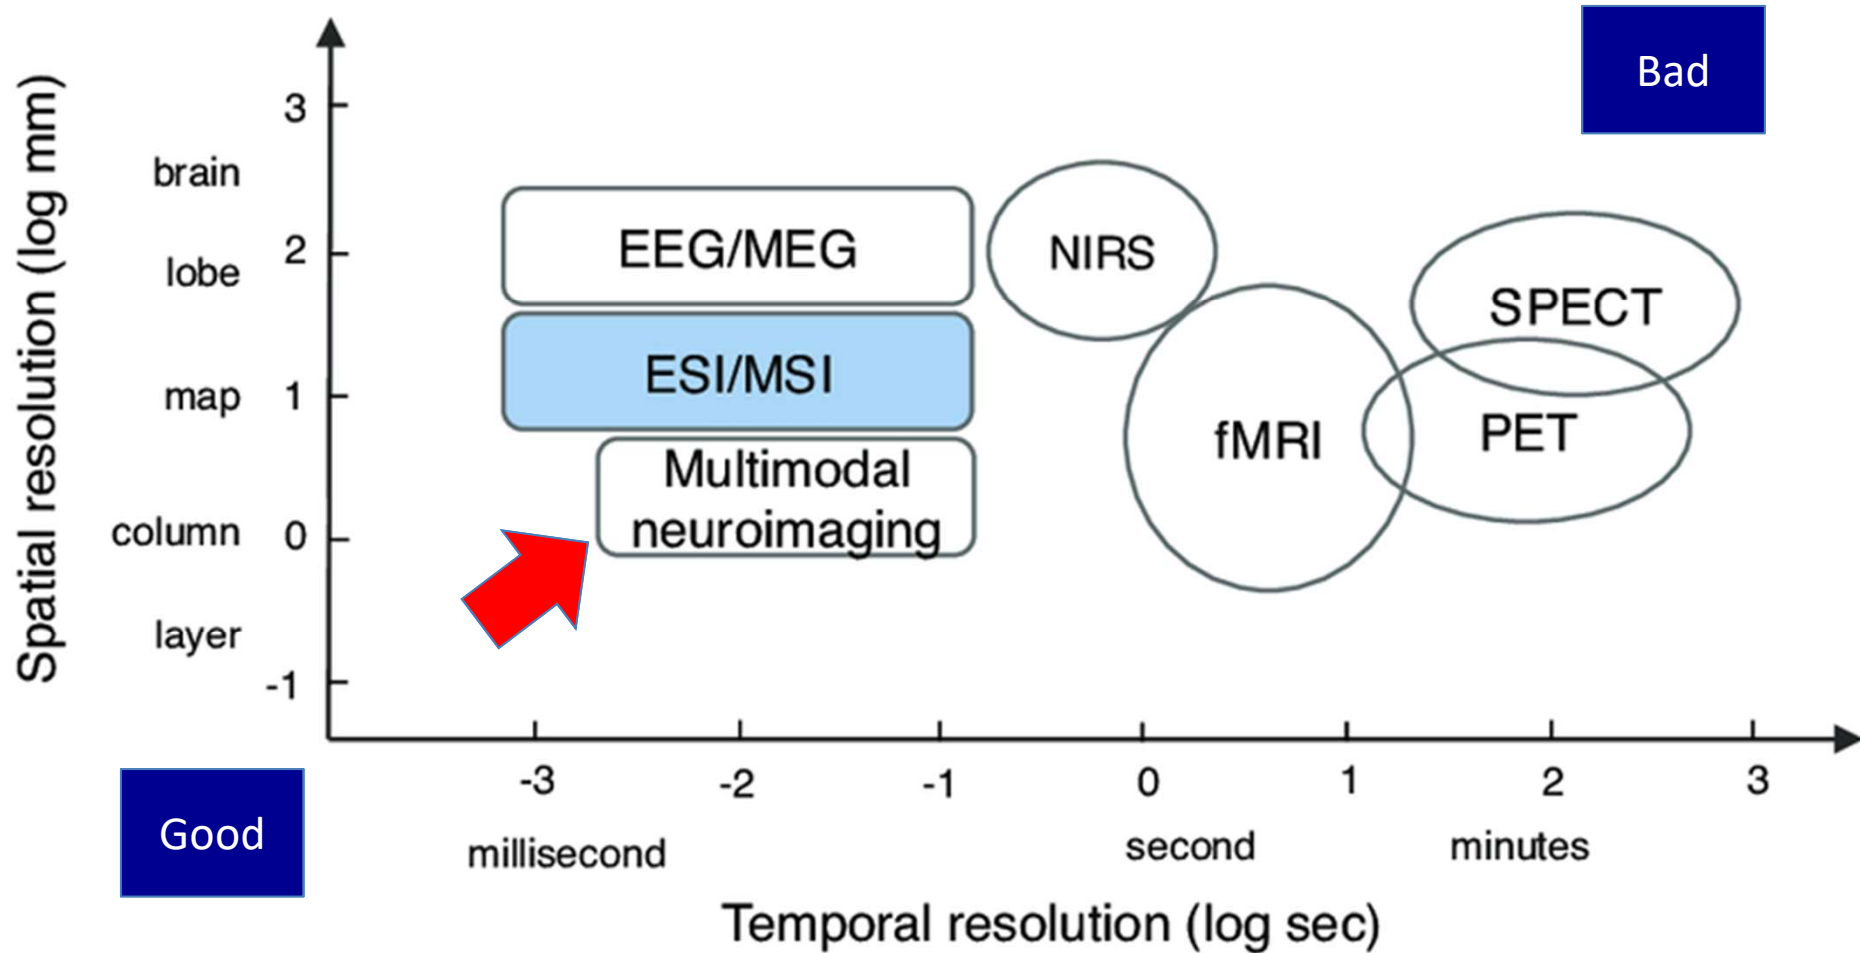 Bad
Spatial resolution (log mm)
3
brain
2
lobe
map
1
column
0
layer
-1
EEG/MEG
NIRS
SPECT
ESI/MSI
fMRI
PET
Multimodal
neuroimaging
-3
-2
-1
0
1
2
3
Good
millisecond
second
minutes
Temporal resolution (log sec)